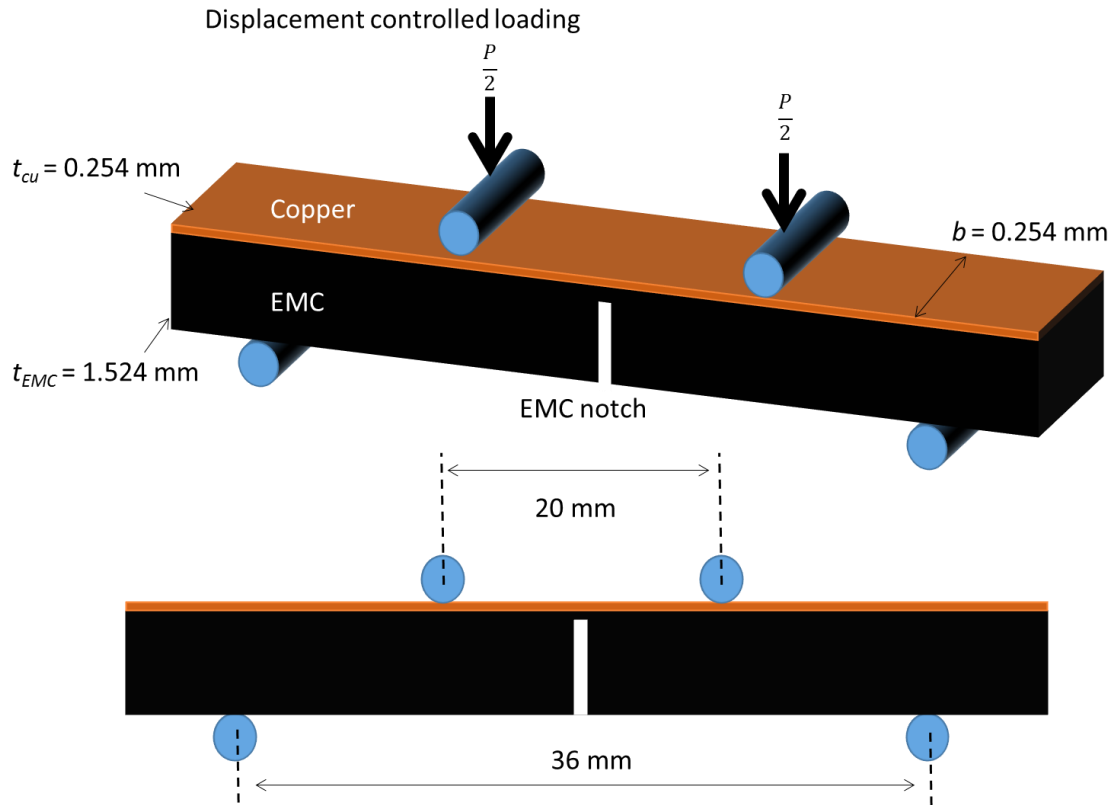 Displacement controlled loading
P/2
P/2
t_cu = 0.254 mm
Copper
b = 0.254 mm
EMC
t_EMC = 1.524 mm
EMC notch
20 mm
36 mm